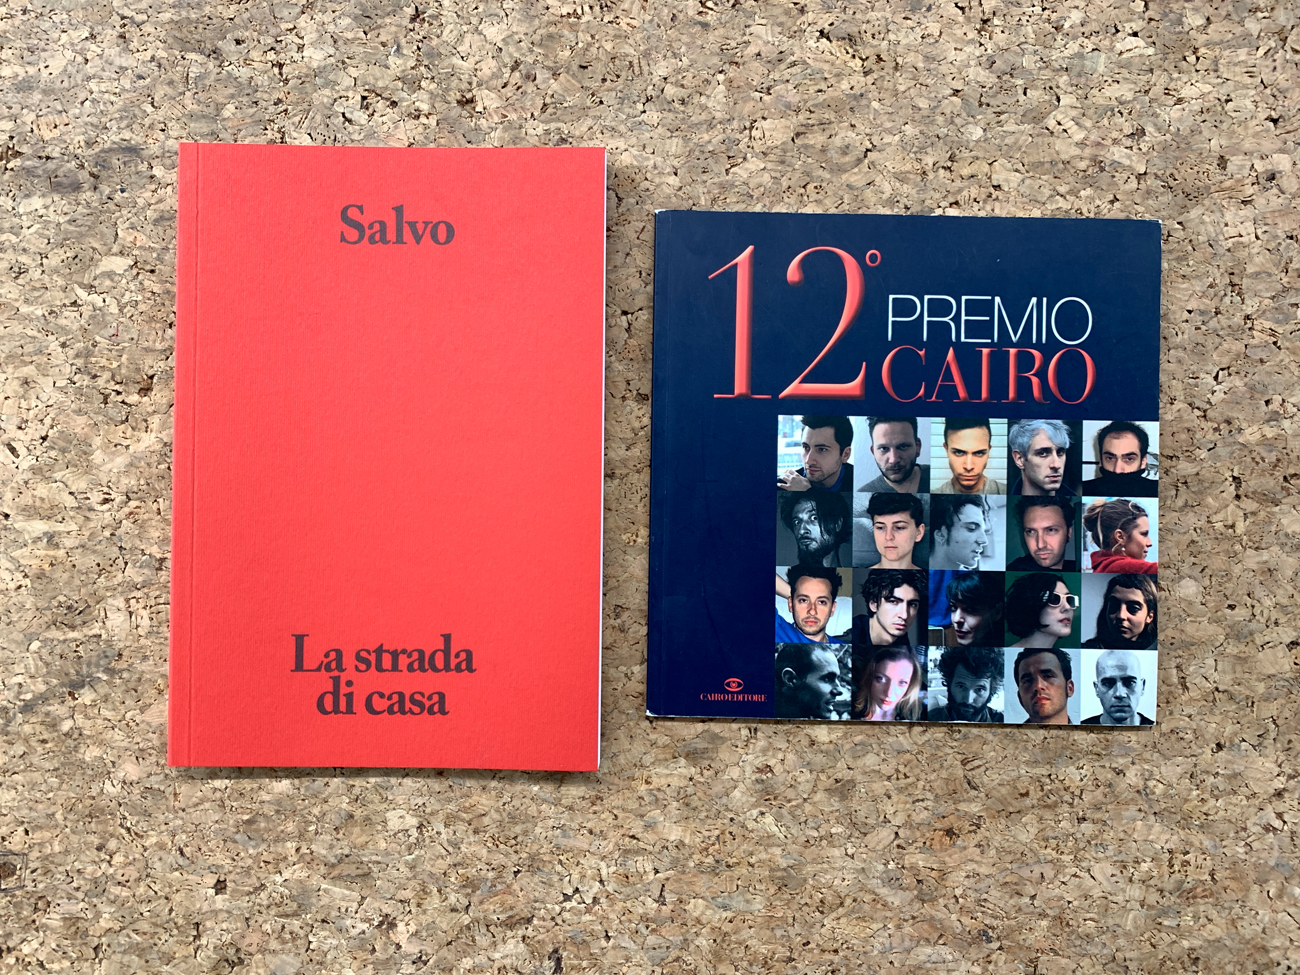 Salvo
La strada
di casa
12°
PREMIO
CAIRO
CAIRO EDITORE